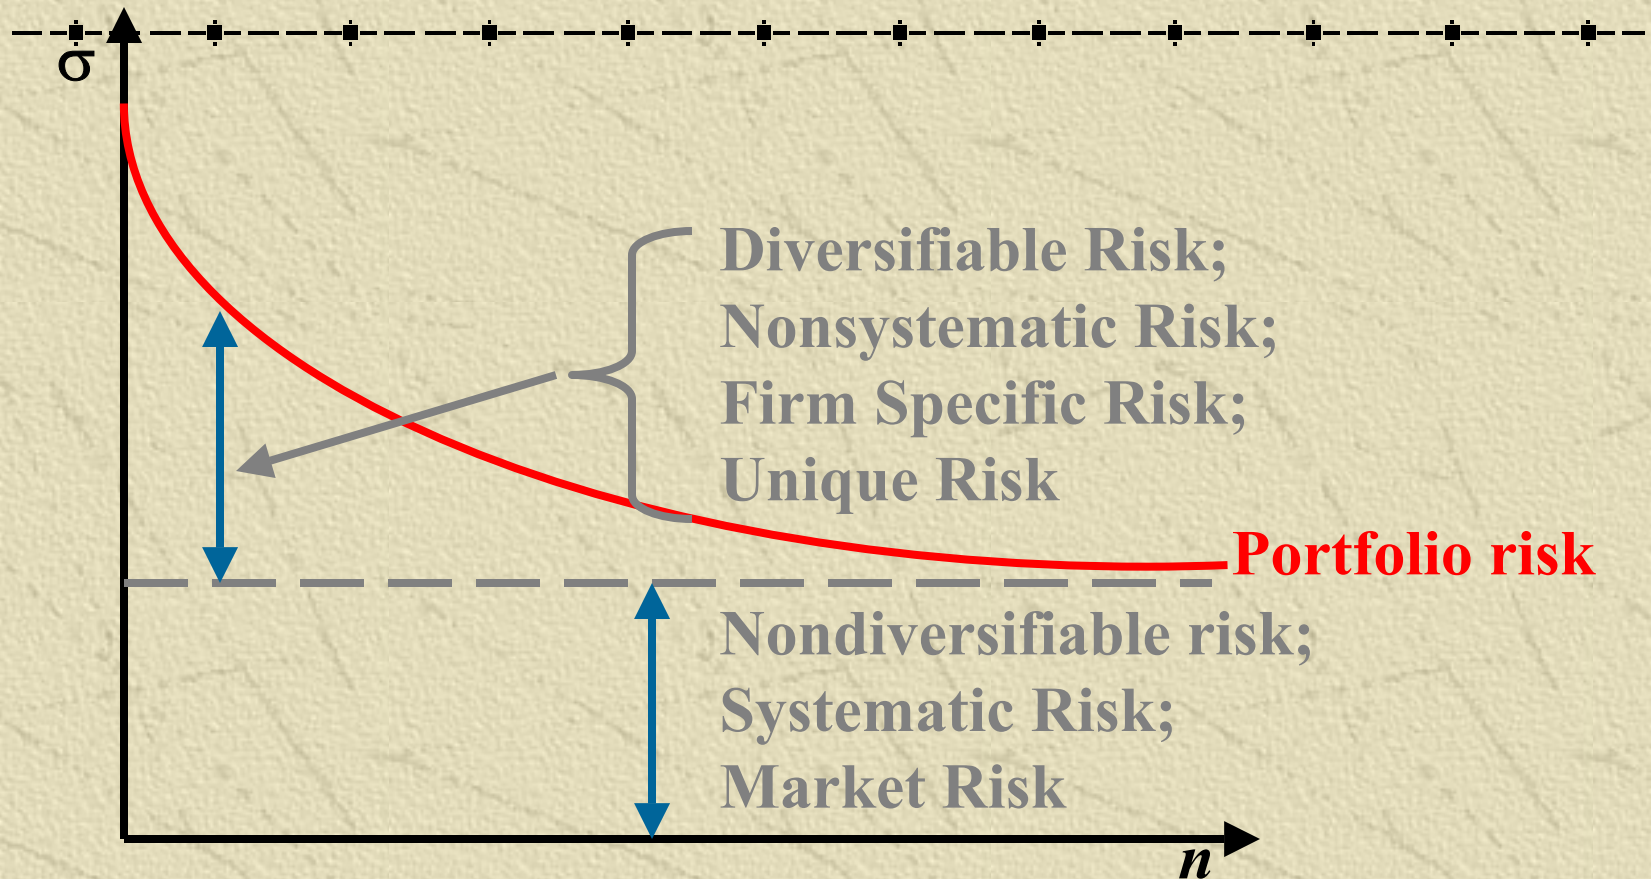 σ
Diversifiable Risk;
Nonsystematic Risk;
Firm Specific Risk;
Unique Risk
Portfolio risk
Nondiversifiable risk;
Systematic Risk;
Market Risk
n